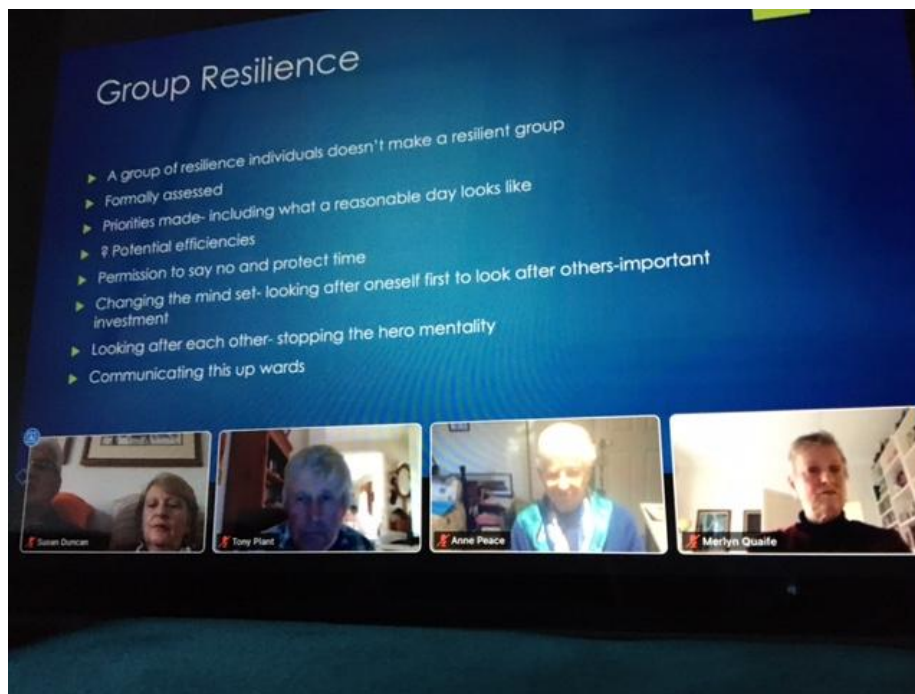 Group Resilience
A group of resilience individuals doesn't make a resilient group
Formally assessed
Priorities made- including what a reasonable day looks like
? Potential efficiencies
Permission to say no and protect time
Changing the mind set- looking after oneself first to look after others-important
investment
Looking after each other- stopping the hero mentality
Communicating this up wards
Susan Duncan
Tony Plant
Anne Peace
Merlyn Quaife